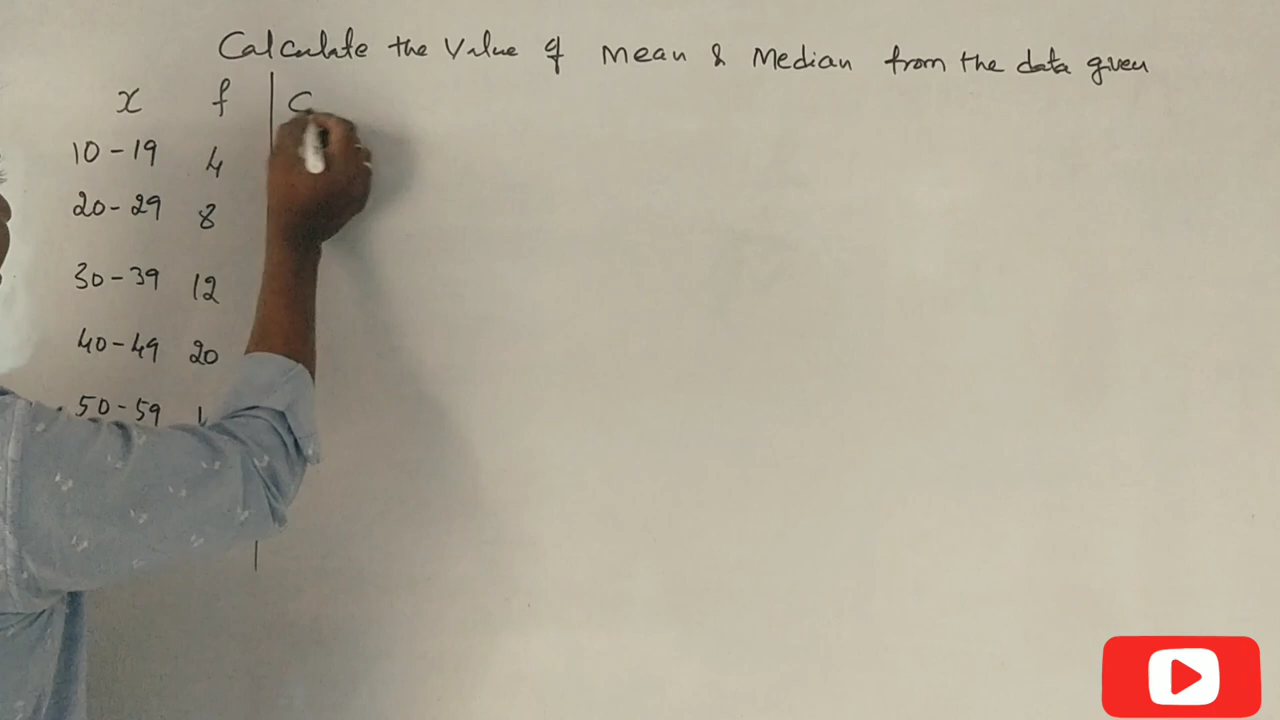 Calculate the Value of Mean & Median from the data given
x f C
10-19 4
20-29 8
30-39 12
40-49 20
50-59